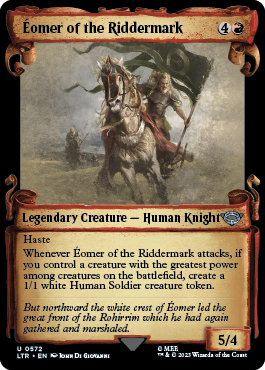 Éomer of the Riddermark 4
Legendary Creature — Human Knight
Haste
Whenever Éomer of the Riddermark attacks, if
you control a creature with the greatest power
among creatures on the battlefield, create a
1/1 white Human Soldier creature token.
But northward the white crest of Éomer led the
great front of the Rohirrim which he had again
gathered and marshaled.
5/4
U 0572
LTR • EN John Di Giovanni
© MEE
™ & © 2023 Wizards of the Coast